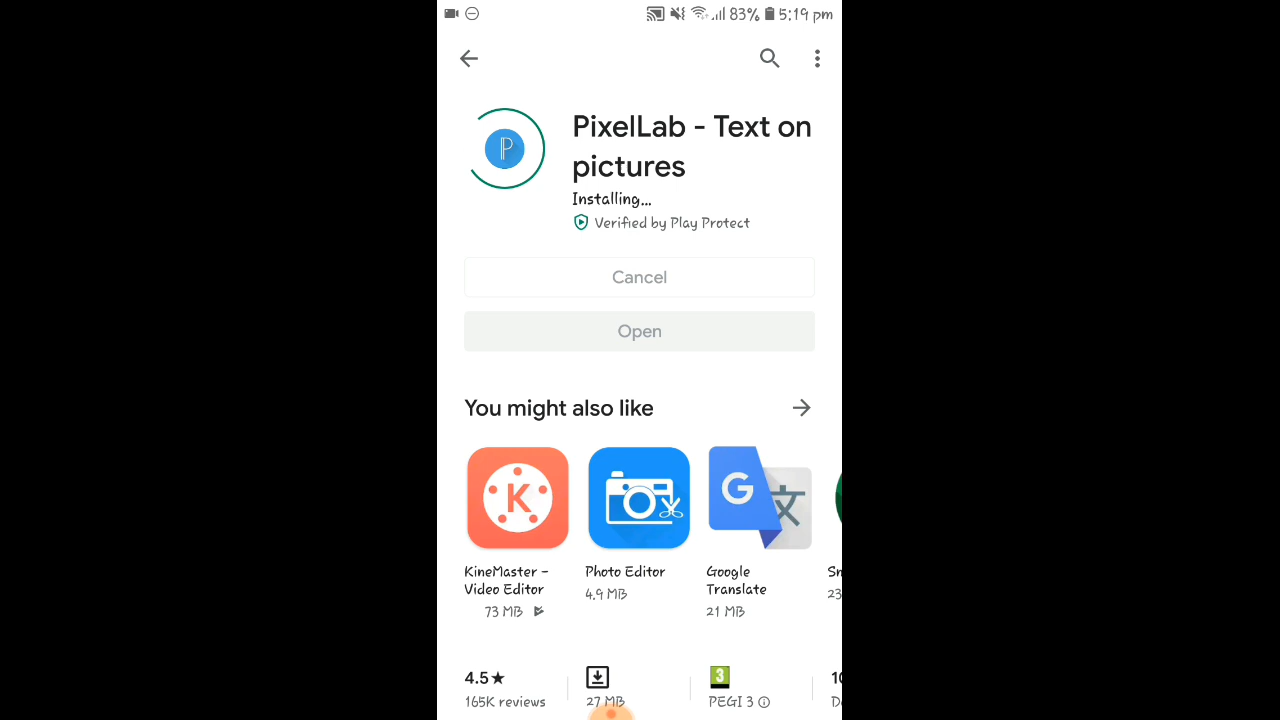 83% 5:19 pm
PixelLab - Text on
pictures
Installing...
Verified by Play Protect
Cancel
Open
You might also like
KineMaster -
Video Editor
73 MB
Photo Editor
4.9 MB
Google
Translate
21 MB
4.5★
165K reviews
27 MB
3
PEGI 3